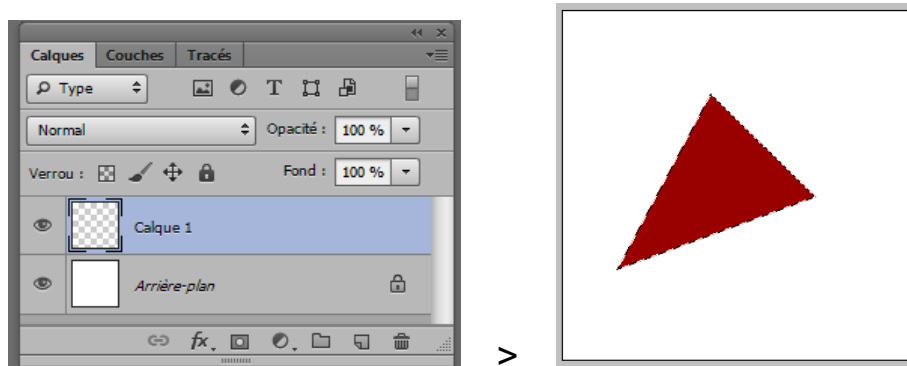 Calques Couches Tracés
Type T
Normal Opacité : 100 %
Verrou : Fond : 100 %
Calque 1
Arrière-plan
fx
>